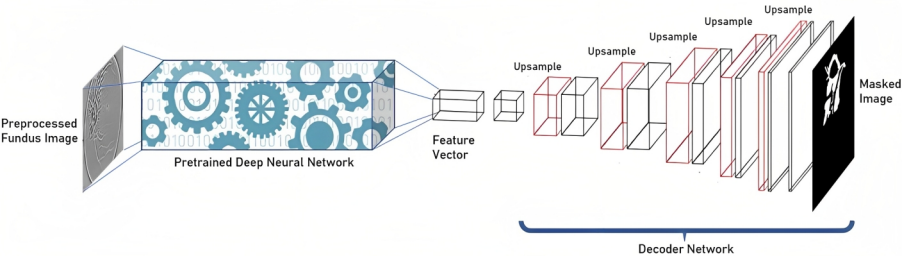 Preprocessed
Fundus Image
Pretrained Deep Neural Network
Feature
Vector
Upsample
Upsample
Upsample
Upsample
Upsample
Masked
Image
Decoder Network